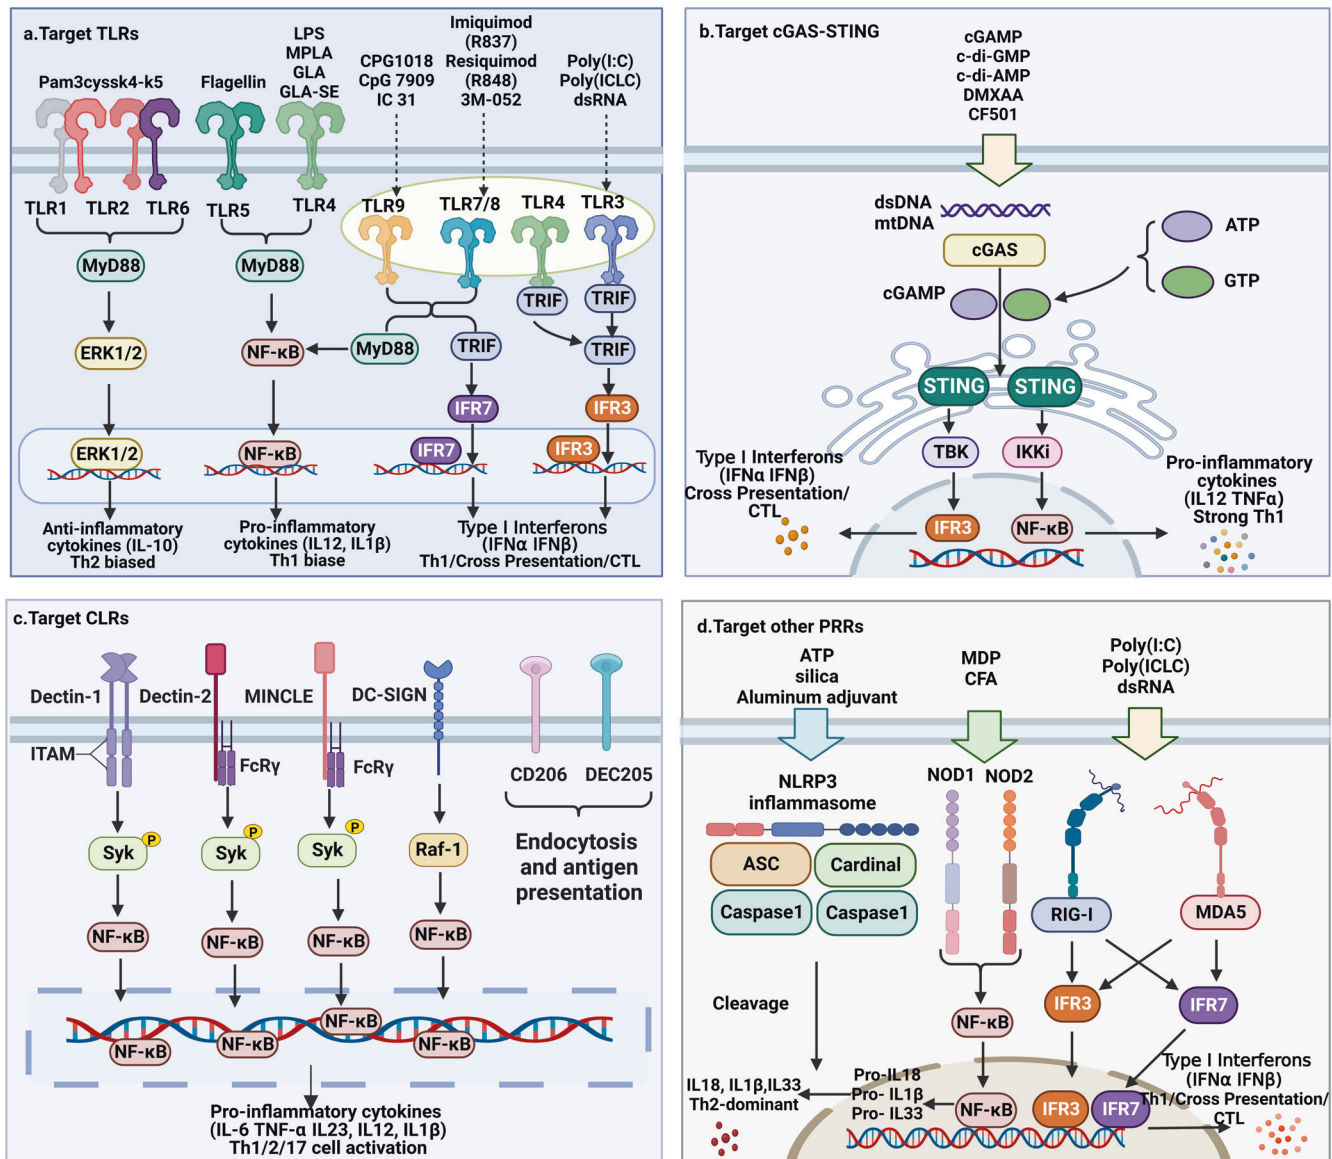 a.Target TLRs
Pam3cyssk4-k5
Flagellin
LPS
MPLA
GLA
GLA-SE
CPG1018
CpG 7909
IC 31
Imiquimod
(R837)
Resiquimod
(R848)
3M-052
Poly(I:C)
Poly(ICLC)
dsRNA
TLR1
TLR2
TLR6
TLR5
TLR4
TLR9
TLR7/8
TLR4
TLR3
MyD88
MyD88
TRIF
TRIF
ERK1/2
NF-κB
MyD88
TRIF
TRIF
IFR7
IFR3
ERK1/2
NF-κB
IFR7
IFR3
Anti-inflammatory
cytokines (IL-10)
Th2 biased
Pro-inflammatory
cytokines (IL12, IL1β)
Th1 biase
Type I Interferons
(IFNα IFNβ)
Th1/Cross Presentation/CTL
b.Target cGAS-STING
cGAMP
c-di-GMP
c-di-AMP
DMXAA
CF501
dsDNA
mtDNA
cGAS
ATP
GTP
cGAMP
STING
STING
TBK
IKKi
Type I Interferons
(IFNα IFNβ)
Cross Presentation/
CTL
IFR3
NF-κB
Pro-inflammatory
cytokines
(IL12 TNFα)
Strong Th1
c.Target CLRs
Dectin-1
Dectin-2
MINCLE
DC-SIGN
ITAM
FcRγ
FcRγ
CD206
DEC205
Syk
P
Syk
P
Syk
P
Raf-1
Endocytosis
and antigen
presentation
NF-κB
NF-κB
NF-κB
NF-κB
NF-κB
NF-κB
NF-κB
NF-κB
Pro-inflammatory cytokines
(IL-6 TNF-α IL23, IL12, IL1β)
Th1/2/17 cell activation
d.Target other PRRs
ATP
silica
Aluminum adjuvant
MDP
CFA
Poly(I:C)
Poly(ICLC)
dsRNA
NLRP3
inflammasome
NOD1
NOD2
ASC
Cardinal
Caspase1
Caspase1
RIG-I
MDA5
Cleavage
NF-κB
IFR3
IFR7
IL18, IL1β,IL33
Th2-dominant
Pro-IL18
Pro- IL1β
Pro- IL33
NF-κB
IFR3
IFR7
Type I Interferons
(IFNα IFNβ)
Th1/Cross Presentation/
CTL